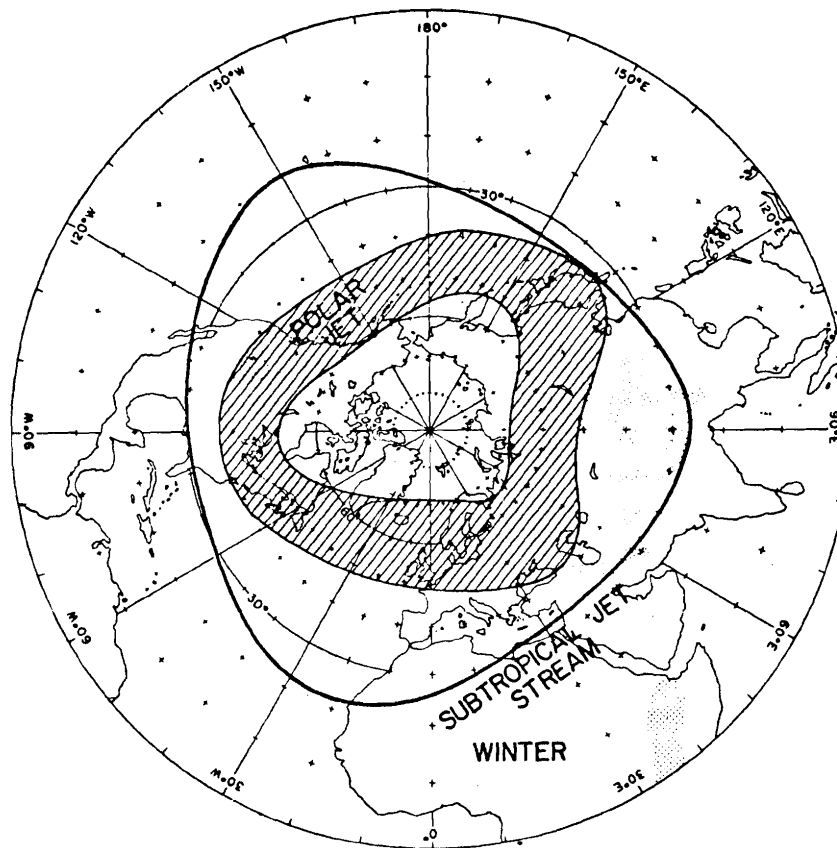 180°
150°W
150°E
30°
120°W
120°E
POLAR
JET
90°W
90°E
60
60°W
60°E
30°
SUBTROPICAL JET
STREAM
WINTER
30°W
30°E
0°